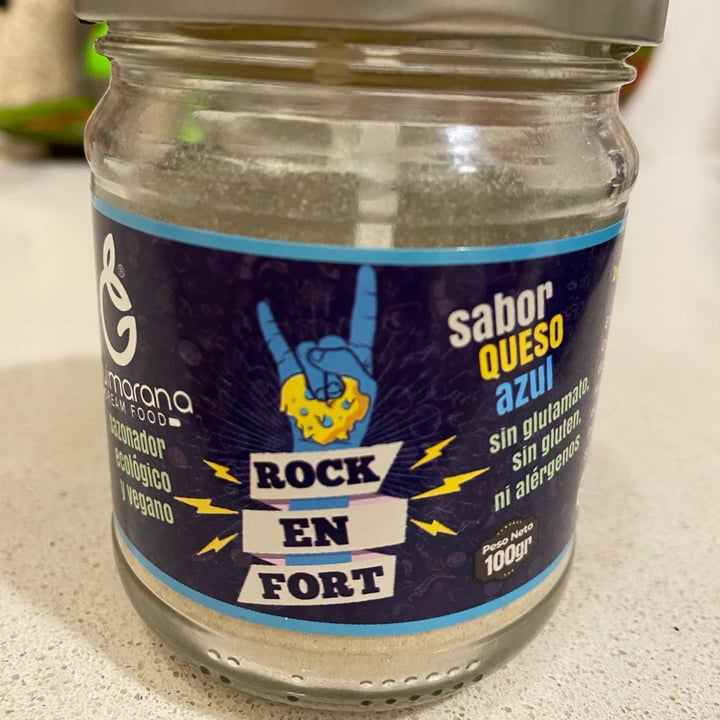 DREAM FOOD
sazonador
ecológico
y vegano
ROCK
EN
FORT
sabor
QUESO
azul
sin glutamato,
sin gluten,
ni alérgenos
Peso Neto
100gr